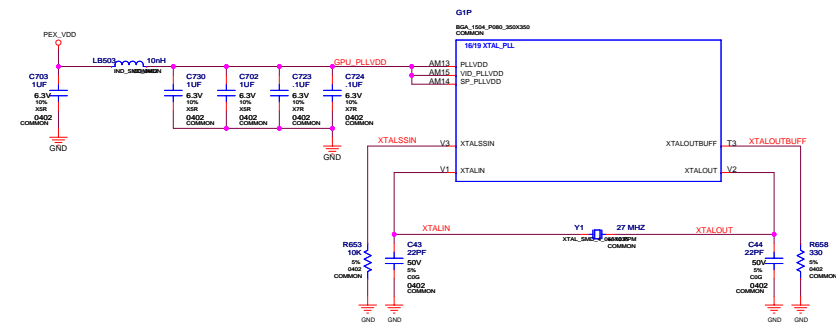 G1P
BGA_1504_P080_350X350
COMMON
16/19 XTAL_PLL
PEX_VDD
LB503 10nH
GPU_PLLVDD
AM13 PLLVDD
AM15 VID_PLLVDD
AM14 SP_PLLVDD
C703
1UF
6.3V
10%
X5R
0402
COMMON
GND
C730
1UF
6.3V
10%
X5R
0402
COMMON
C702
1UF
6.3V
10%
X5R
0402
COMMON
C723
.1UF
6.3V
10%
X7R
0402
COMMON
C724
.1UF
6.3V
10%
X7R
0402
COMMON
GND
XTALSSIN V3 XTALSSIN
XTALOUTBUFF T3 XTALOUTBUFF
V1 XTALIN
XTALOUT V2
XTALIN
Y1 27 MHZ
COMMON
XTALOUT
R653
10K
5%
0402
COMMON
GND
C43
22PF
50V
5%
C0G
0402
COMMON
GND
C44
22PF
50V
5%
C0G
0402
COMMON
GND
R658
330
5%
0402
COMMON
GND